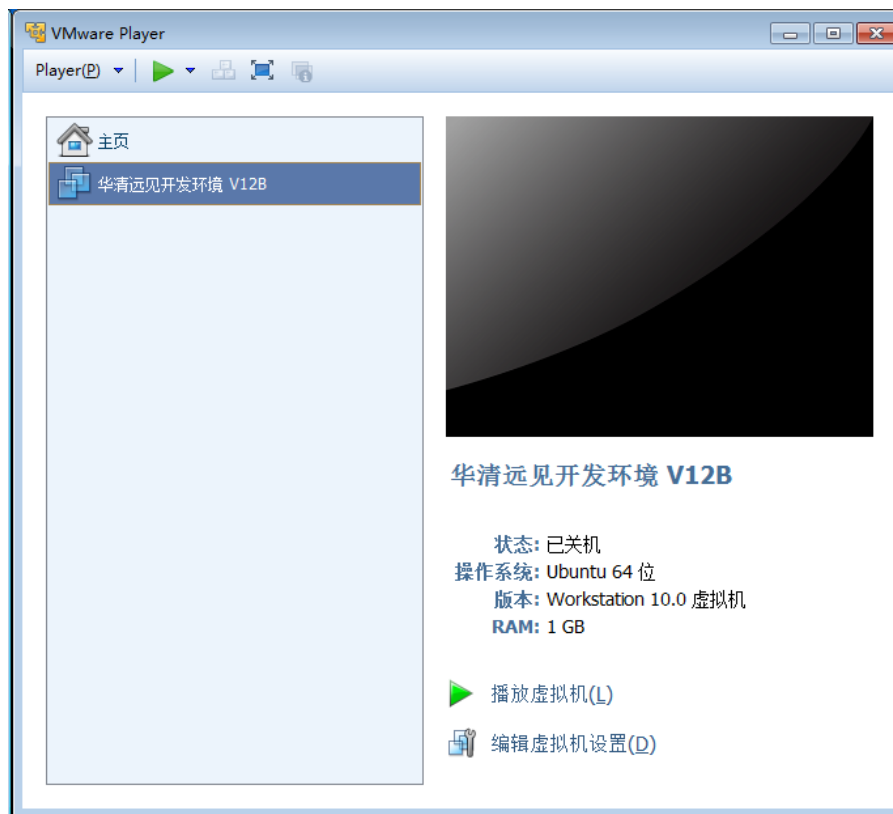 VMware Player
Player(P)
主页
华清远见开发环境 V12B
华清远见开发环境 V12B
状态: 已关机
操作系统: Ubuntu 64 位
版本: Workstation 10.0 虚拟机
RAM: 1 GB
播放虚拟机(L)
编辑虚拟机设置(D)